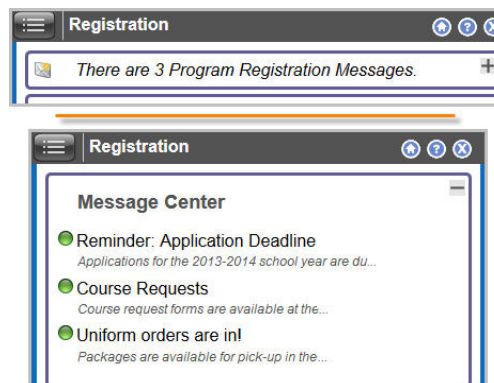 Registration
There are 3 Program Registration Messages.
Registration
Message Center
Reminder: Application Deadline
Applications for the 2013-2014 school year are du...
Course Requests
Course request forms are available at the...
Uniform orders are in!
Packages are available for pick-up in the...